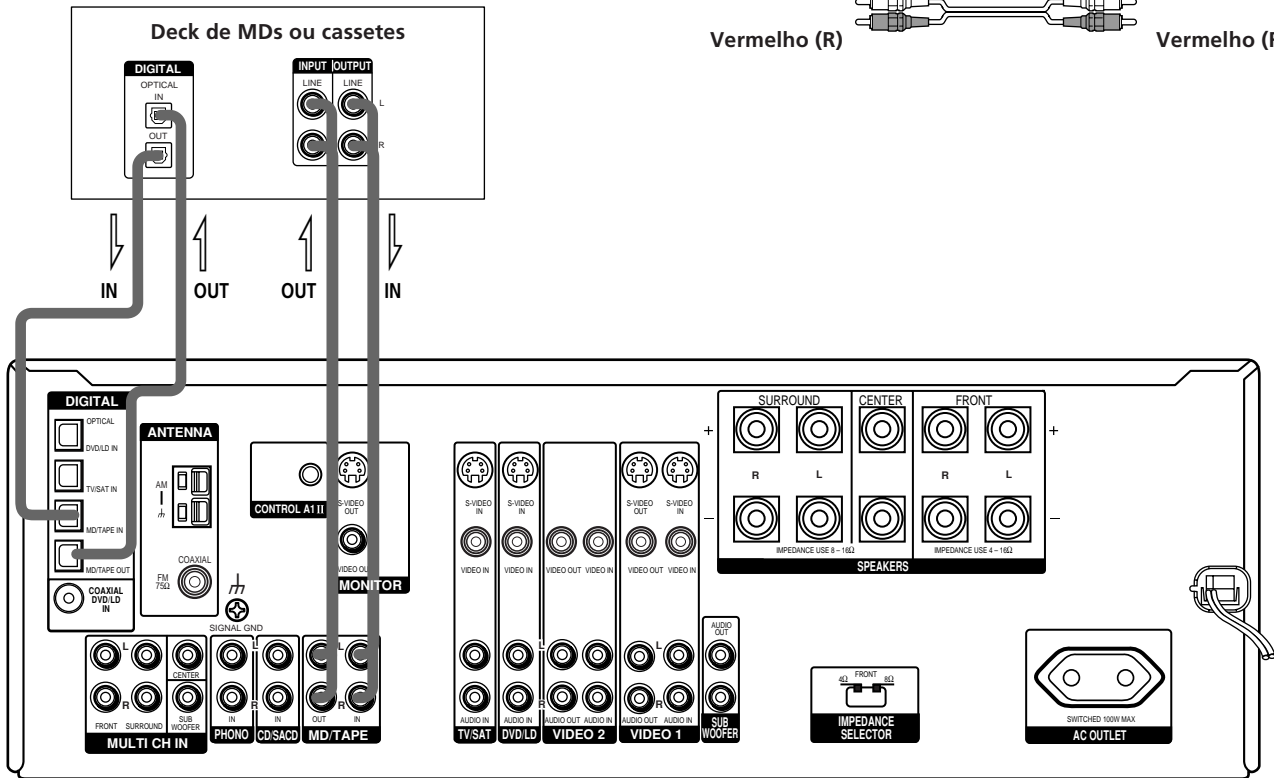 Deck de MDs ou cassetes
Vermelho (R)
Vermelho (R
DIGITAL
OPTICAL
IN
OUT
INPUT OUTPUT
LINE LINE
L
R
IN OUT OUT IN
DIGITAL
OPTICAL
DVD/LD IN
TV/SAT IN
MD/TAPE IN
MD/TAPE OUT
COAXIAL
DVD/LD
IN
ANTENNA
AM
COAXIAL
FM
75Ω
SIGNAL GND
CONTROL A1 II
S-VIDEO
OUT
VIDEO OUT
MONITOR
L
R
CENTER
FRONT SURROUND SUB
WOOFER
MULTI CH IN
L
R
IN
PHONO
IN
CD/SACD
L
R
OUT IN
MD/TAPE
S-VIDEO
IN
VIDEO IN
AUDIO IN
TV/SAT
S-VIDEO
IN
VIDEO IN
AUDIO IN
DVD/LD
VIDEO OUT VIDEO IN
L
R
AUDIO OUT AUDIO IN
VIDEO 2
S-VIDEO
OUT
S-VIDEO
IN
VIDEO OUT VIDEO IN
L
R
AUDIO OUT AUDIO IN
VIDEO 1
AUDIO
OUT
SUB
WOOFER
SURROUND CENTER FRONT
+ +
R L R L
– –
IMPEDANCE USE 8 – 16Ω IMPEDANCE USE 4 – 16Ω
SPEAKERS
FRONT
4Ω 8Ω
IMPEDANCE
SELECTOR
SWITCHED 100W MAX
AC OUTLET